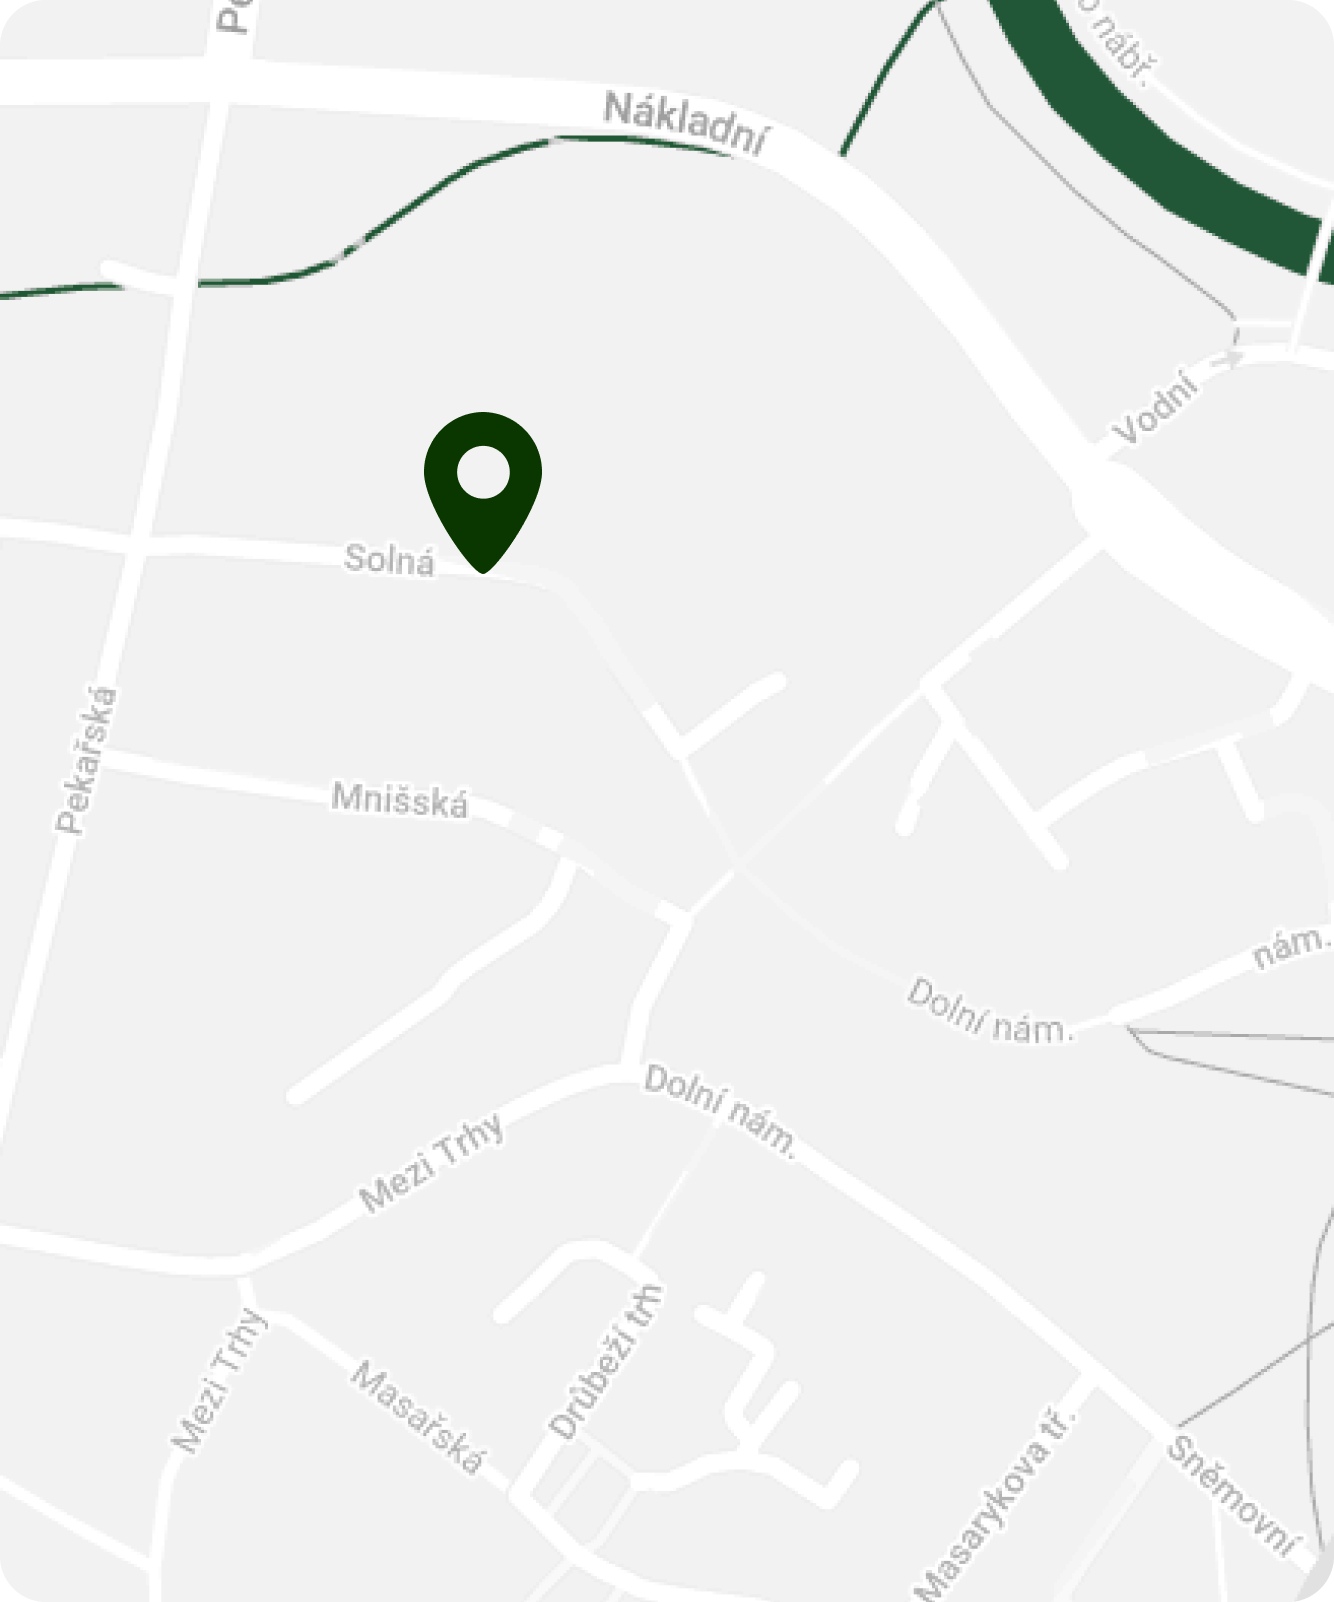 nábř.
Nákladní
Vodní
Solná
Pekařská
Mnišská
nám.
Dolní nám.
Dolní nám.
Mezi Trhy
Drůbeží trh
Mezi Trhy
Masařská
Masarykova tř.
Sněmovní